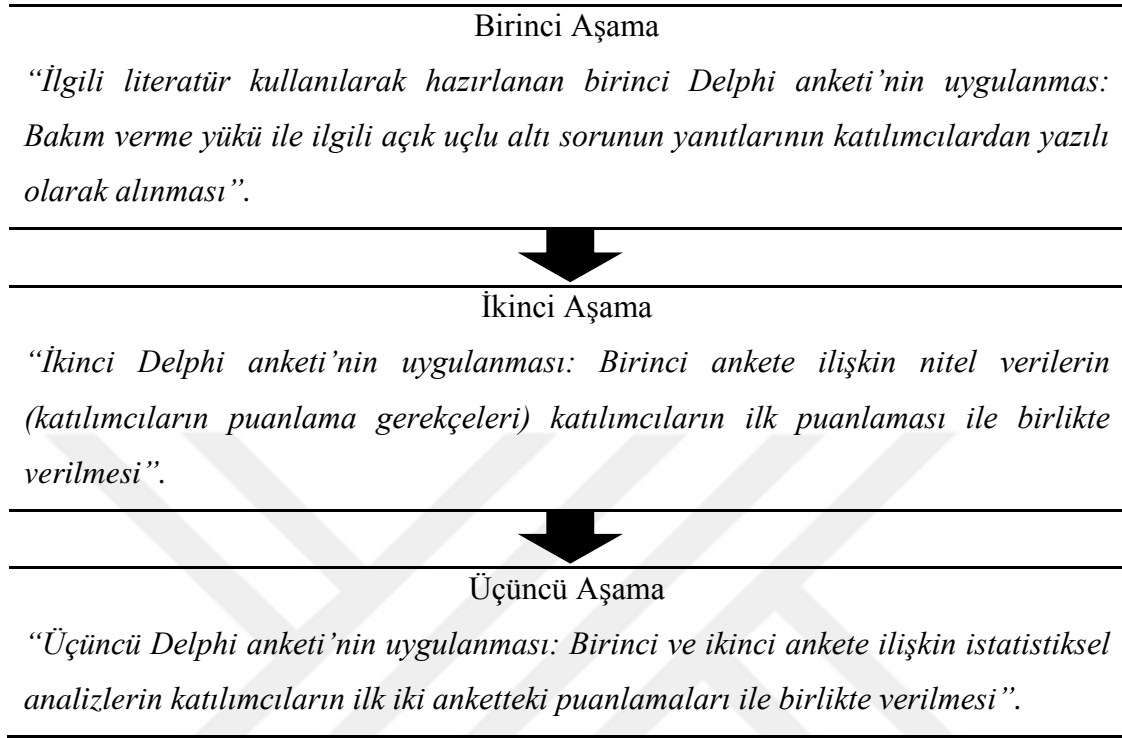 Birinci Aşama
“İlgili literatür kullanılarak hazırlanan birinci Delphi anketi’nin uygulanmas:
Bakım verme yükü ile ilgili açık uçlu altı sorunun yanıtlarının katılımcılardan yazılı
olarak alınması”.
İkinci Aşama
“İkinci Delphi anketi’nin uygulanması: Birinci ankete ilişkin nitel verilerin
(katılımcıların puanlama gerekçeleri) katılımcıların ilk puanlaması ile birlikte
verilmesi”.
Üçüncü Aşama
“Üçüncü Delphi anketi’nin uygulanması: Birinci ve ikinci ankete ilişkin istatistiksel
analizlerin katılımcıların ilk iki anketteki puanlamaları ile birlikte verilmesi”.